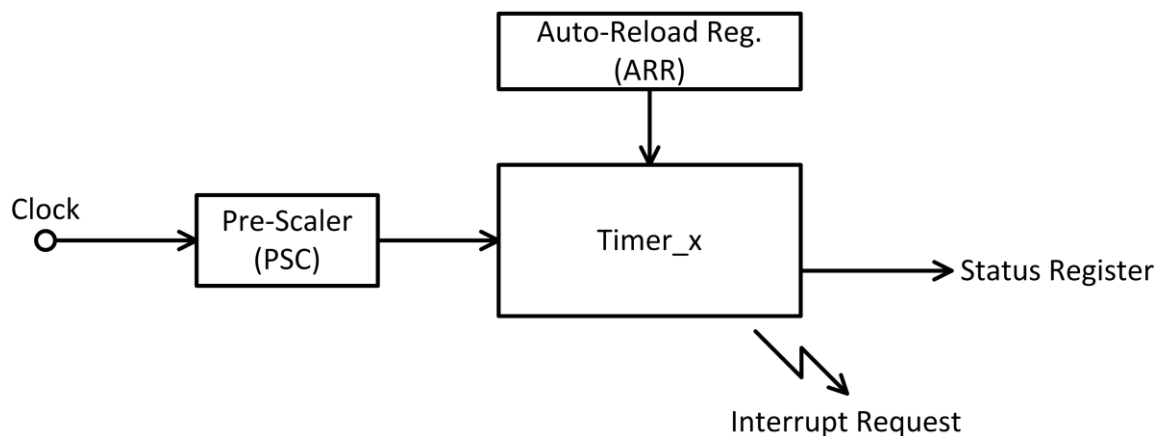 Auto-Reload Reg.
(ARR)
Clock
Pre-Scaler
(PSC)
Timer_x
Status Register
Interrupt Request